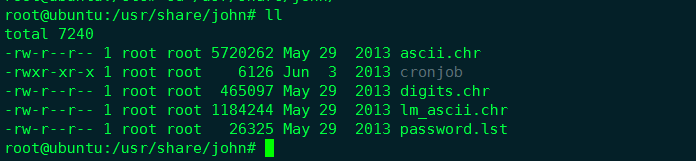 root@ubuntu:/usr/share/john# ll
total 7240
-rw-r--r-- 1 root root 5720262 May 29  2013 ascii.chr
-rwxr-xr-x 1 root root    6126 Jun  3  2013 cronjob
-rw-r--r-- 1 root root  465097 May 29  2013 digits.chr
-rw-r--r-- 1 root root 1184244 May 29  2013 lm_ascii.chr
-rw-r--r-- 1 root root   26325 May 29  2013 password.lst
root@ubuntu:/usr/share/john#